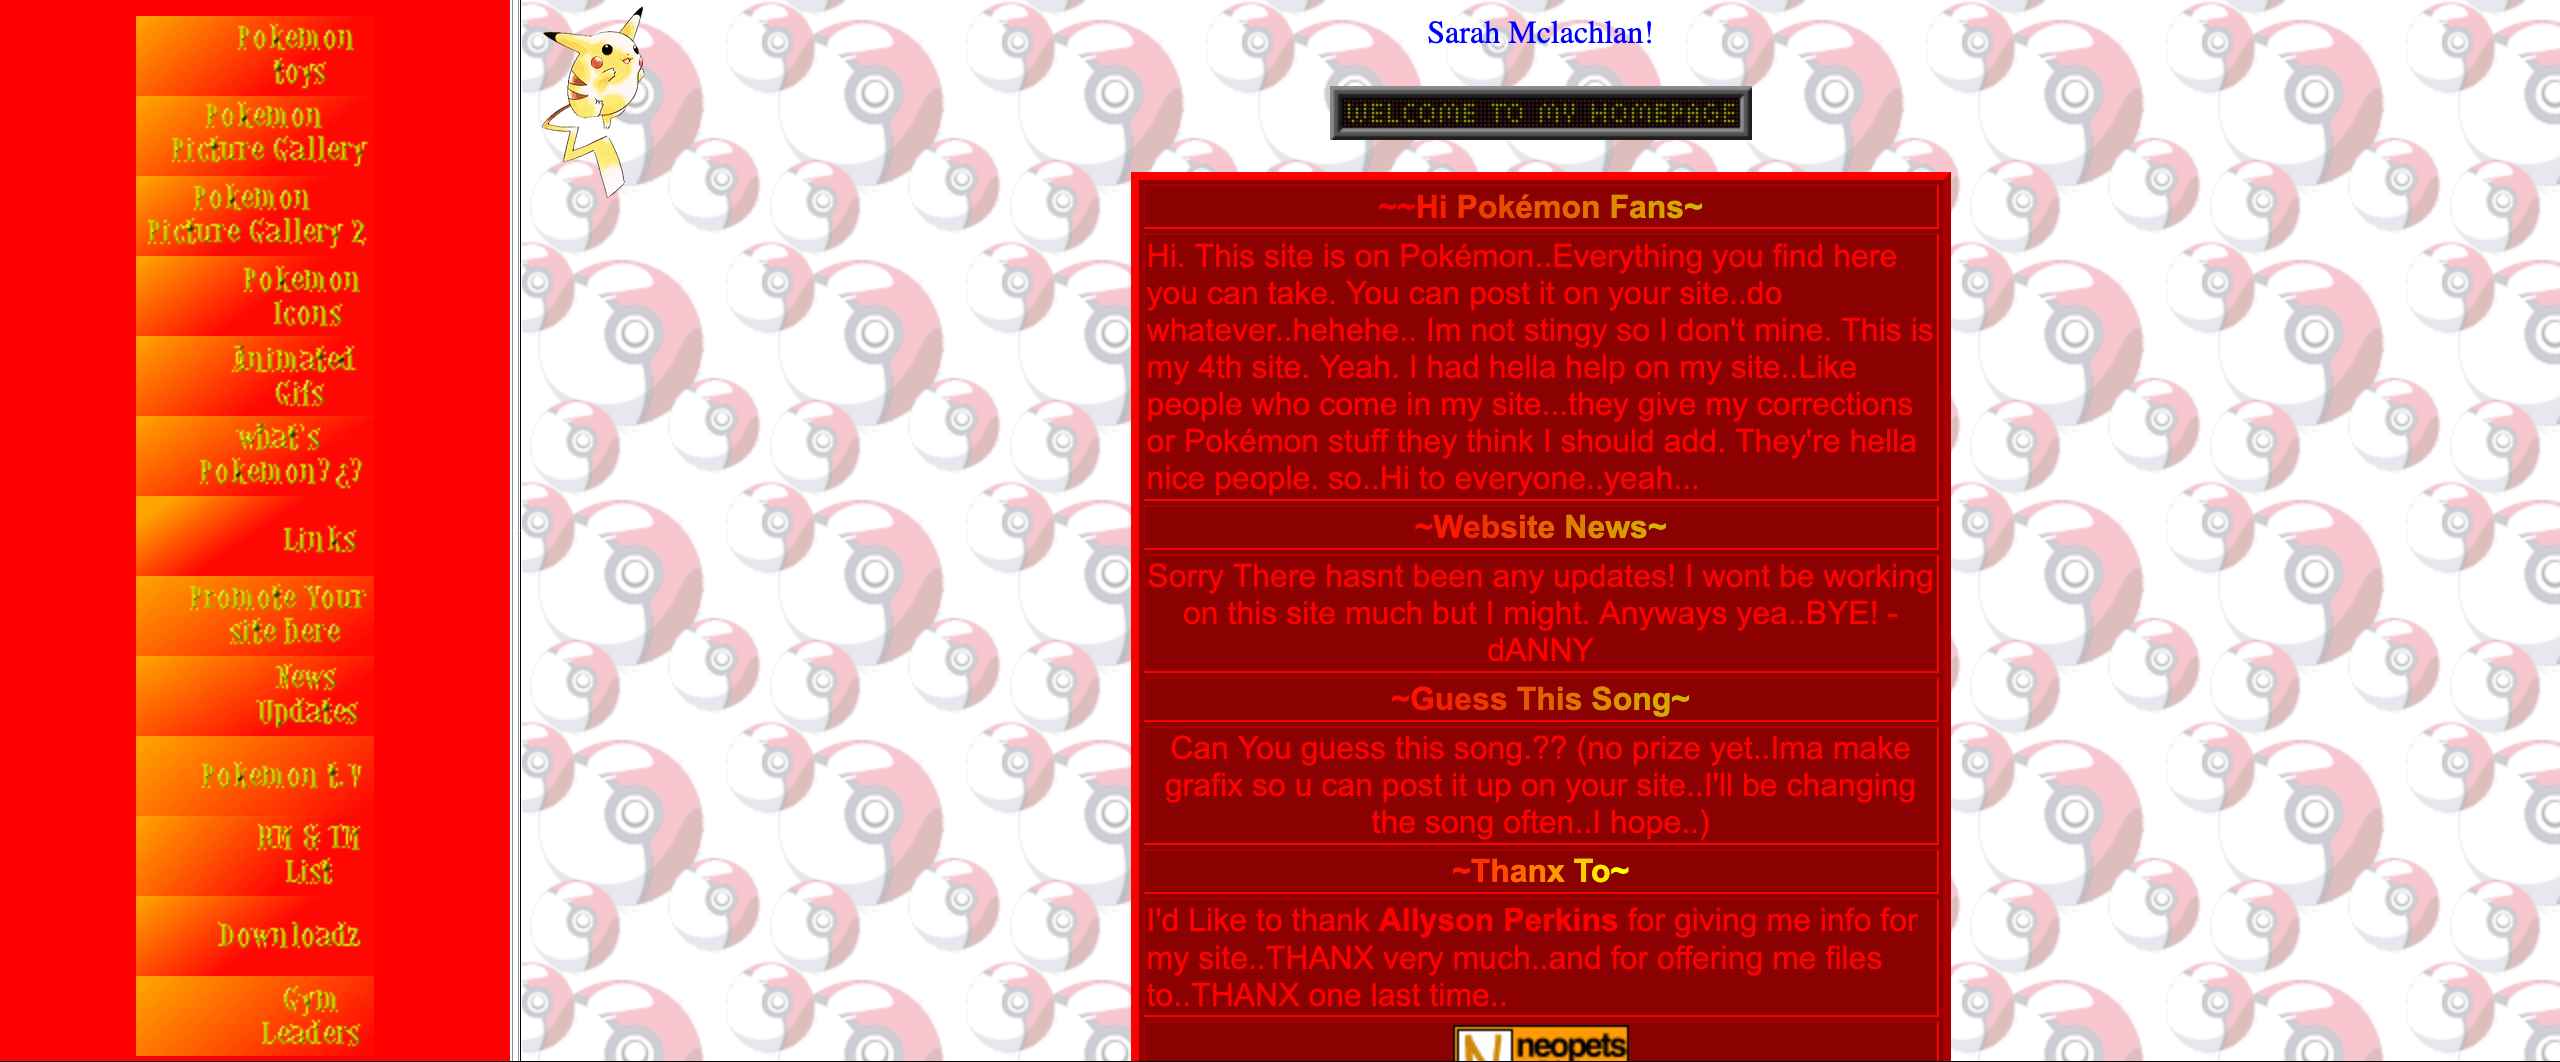 Pokemon
toys
Pokemon
Picture Gallery
Pokemon
Picture Gallery 2
Pokemon
Icons
Animated
Gifs
what's
Pokemon?¿?
Links
Promote Your
site here
News
Updates
Pokemon t.V
HM & TM
List
Downloadz
Gym
Leaders
Sarah Mclachlan!
WELCOME TO MY HOMEPAGE
~~Hi Pokémon Fans~
Hi. This site is on Pokémon..Everything you find here
you can take. You can post it on your site..do
whatever..hehehe.. Im not stingy so I don't mine. This is
my 4th site. Yeah. I had hella help on my site..Like
people who come in my site...they give my corrections
or Pokémon stuff they think I should add. They're hella
nice people. so..Hi to everyone..yeah...
~Website News~
Sorry There hasnt been any updates! I wont be working
on this site much but I might. Anyways yea..BYE! -
dANNY
~Guess This Song~
Can You guess this song.?? (no prize yet..Ima make
grafix so u can post it up on your site..I'll be changing
the song often..I hope..)
~Thanx To~
I'd Like to thank Allyson Perkins for giving me info for
my site..THANX very much..and for offering me files
to..THANX one last time..
neopets